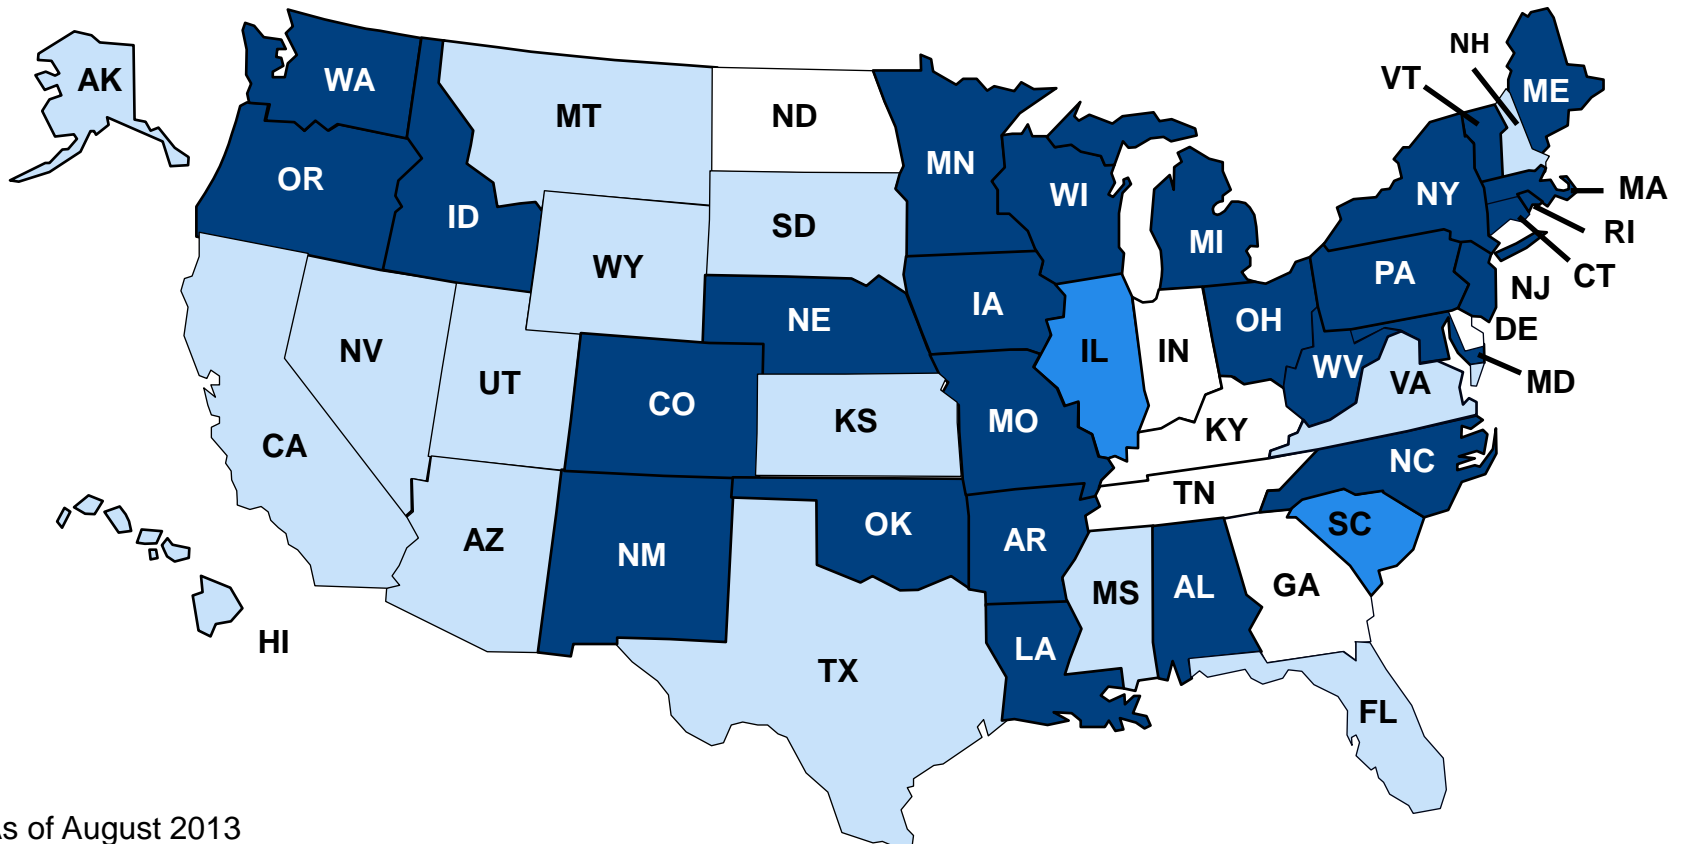 NH
VT
ME
AK
WA
MT
ND
MN
OR
ID
WI
NY
MA
SD
RI
MI
WY
PA
CT
NJ
NE
IA
OH
DE
NV
IL
IN
WV
UT
VA
MD
CO
KS
MO
KY
CA
NC
TN
OK
SC
AZ
AR
NM
MS
AL
GA
HI
LA
TX
FL
s of August 2013